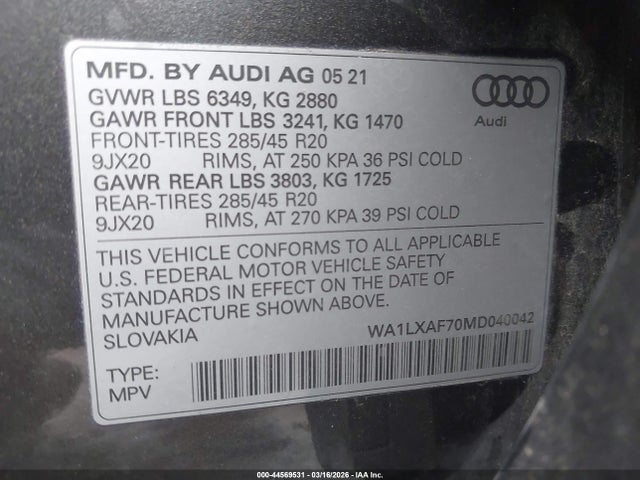 MFD. BY AUDI AG 05 21
GVWR LBS 6349, KG 2880
GAWR FRONT LBS 3241, KG 1470
FRONT-TIRES 285/45 R20
9JX20 RIMS, AT 250 KPA 36 PSI COLD
GAWR REAR LBS 3803, KG 1725
REAR-TIRES 285/45 R20
9JX20 RIMS, AT 270 KPA 39 PSI COLD
Audi
THIS VEHICLE CONFORMS TO ALL APPLICABLE
U.S. FEDERAL MOTOR VEHICLE SAFETY
STANDARDS IN EFFECT ON THE DATE OF
MANUFACTURE SHOWN ABOVE.
SLOVAKIA
WA1LXAF70MD040042
TYPE:
MPV
000-44569531 - 03/16/2026 - Copyright © IAA Inc.